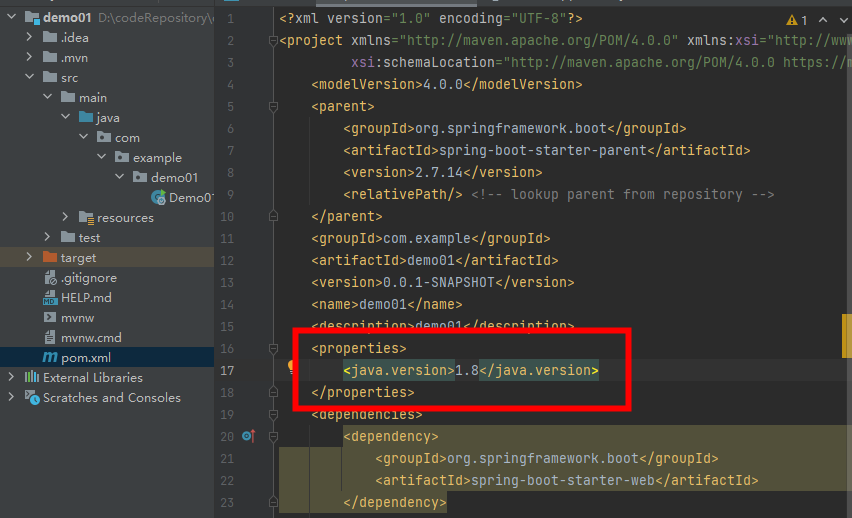 demo01 D:\codeRepository\
.idea
.mvn
src
main
java
com
example
demo01
Demo01
resources
test
target
.gitignore
HELP.md
mvnw
mvnw.cmd
pom.xml
External Libraries
Scratches and Consoles
1
1 <?xml version="1.0" encoding="UTF-8"?>
2 <project xmlns="http://maven.apache.org/POM/4.0.0" xmlns:xsi="http://www
3 xsi:schemaLocation="http://maven.apache.org/POM/4.0.0 https://m
4 <modelVersion>4.0.0</modelVersion>
5 <parent>
6 <groupId>org.springframework.boot</groupId>
7 <artifactId>spring-boot-starter-parent</artifactId>
8 <version>2.7.14</version>
9 <relativePath/> <!-- lookup parent from repository -->
10 </parent>
11 <groupId>com.example</groupId>
12 <artifactId>demo01</artifactId>
13 <version>0.0.1-SNAPSHOT</version>
14 <name>demo01</name>
15 <description>demo01</description>
16 <properties>
17 <java.version>1.8</java.version>
18 </properties>
19 <dependencies>
20 <dependency>
21 <groupId>org.springframework.boot</groupId>
22 <artifactId>spring-boot-starter-web</artifactId>
23 </dependency>